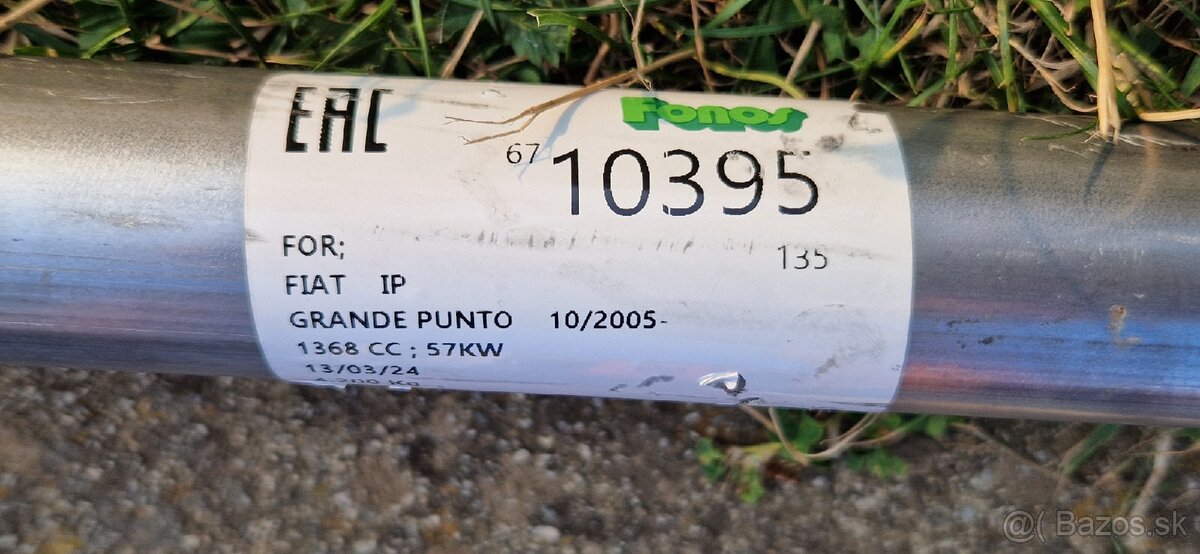 EAC
Fonos
67 10395
135
FOR;
FIAT IP
GRANDE PUNTO 10/2005-
1368 CC ; 57KW
13/03/24
@( Bazos.sk